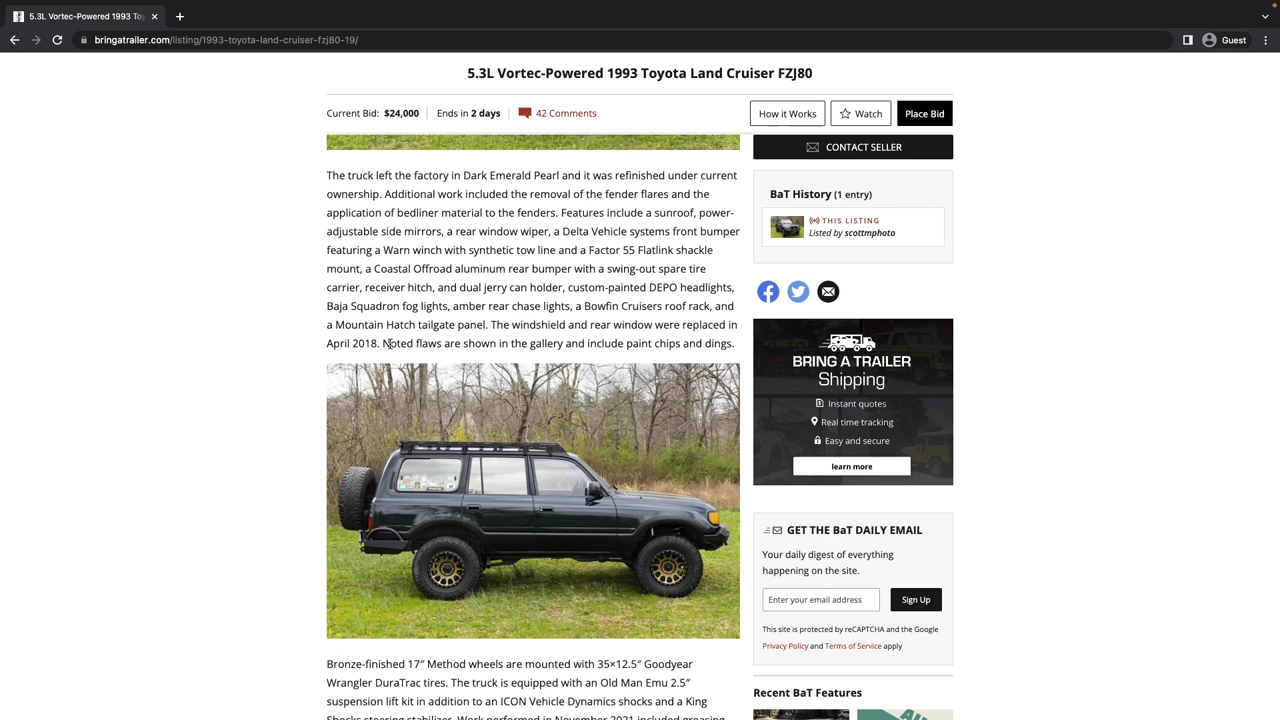 5.3L Vortec-Powered 1993 Toy
bringatrailer.com/listing/1993-toyota-land-cruiser-fzj80-19/
Guest
5.3L Vortec-Powered 1993 Toyota Land Cruiser FZJ80
Current Bid: $24,000
Ends in 2 days
42 Comments
How it Works
Watch
Place Bid
The truck left the factory in Dark Emerald Pearl and it was refinished under current
ownership. Additional work included the removal of the fender flares and the
application of bedliner material to the fenders. Features include a sunroof, power-
adjustable side mirrors, a rear window wiper, a Delta Vehicle systems front bumper
featuring a Warn winch with synthetic tow line and a Factor 55 Flatlink shackle
mount, a Coastal Offroad aluminum rear bumper with a swing-out spare tire
carrier, receiver hitch, and dual jerry can holder, custom-painted DEPO headlights,
Baja Squadron fog lights, amber rear chase lights, a Bowfin Cruisers roof rack, and
a Mountain Hatch tailgate panel. The windshield and rear window were replaced in
April 2018. Noted flaws are shown in the gallery and include paint chips and dings.
Bronze-finished 17″ Method wheels are mounted with 35×12.5″ Goodyear
Wrangler DuraTrac tires. The truck is equipped with an Old Man Emu 2.5″
suspension lift kit in addition to an ICON Vehicle Dynamics shocks and a King
Shocks steering stabilizer. Work performed in November 2021 included greasing
CONTACT SELLER
BaT History (1 entry)
THIS LISTING
Listed by scottmphoto
BRING A TRAILER
Shipping
Instant quotes
Real time tracking
Easy and secure
learn more
GET THE BaT DAILY EMAIL
Your daily digest of everything
happening on the site.
Enter your email address
Sign Up
This site is protected by reCAPTCHA and the Google
Privacy Policy and Terms of Service apply
Recent BaT Features